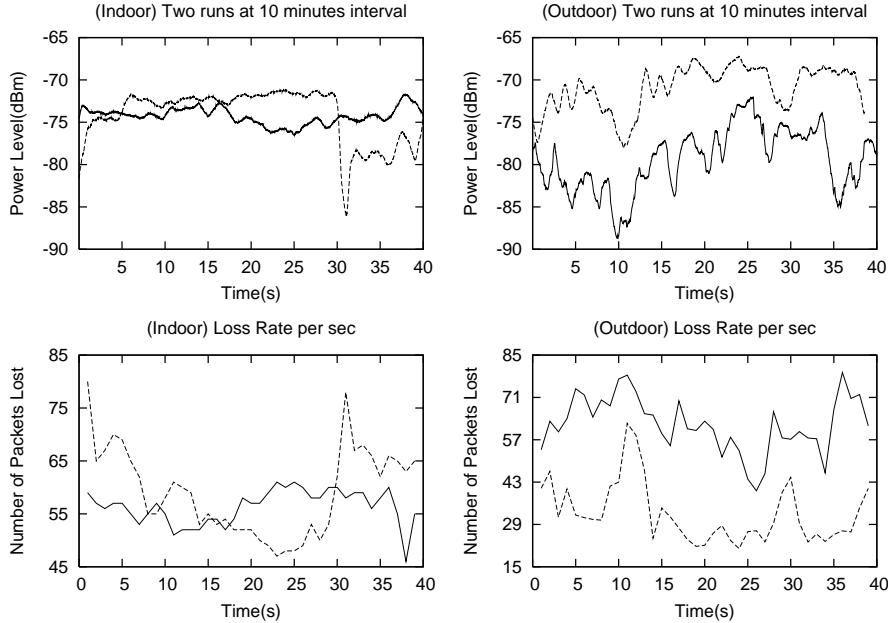 (Indoor) Two runs at 10 minutes interval
Power Level(dBm)
-65
-70
-75
-80
-85
-90
5 10 15 20 25 30 35 40
Time(s)
(Outdoor) Two runs at 10 minutes interval
Power Level(dBm)
-65
-70
-75
-80
-85
-90
5 10 15 20 25 30 35 40
Time(s)
(Indoor) Loss Rate per sec
Number of Packets Lost
85
75
65
55
45
0 5 10 15 20 25 30 35 40
Time(s)
(Outdoor) Loss Rate per sec
Number of Packets Lost
85
71
57
43
29
15
0 5 10 15 20 25 30 35 40
Time(s)